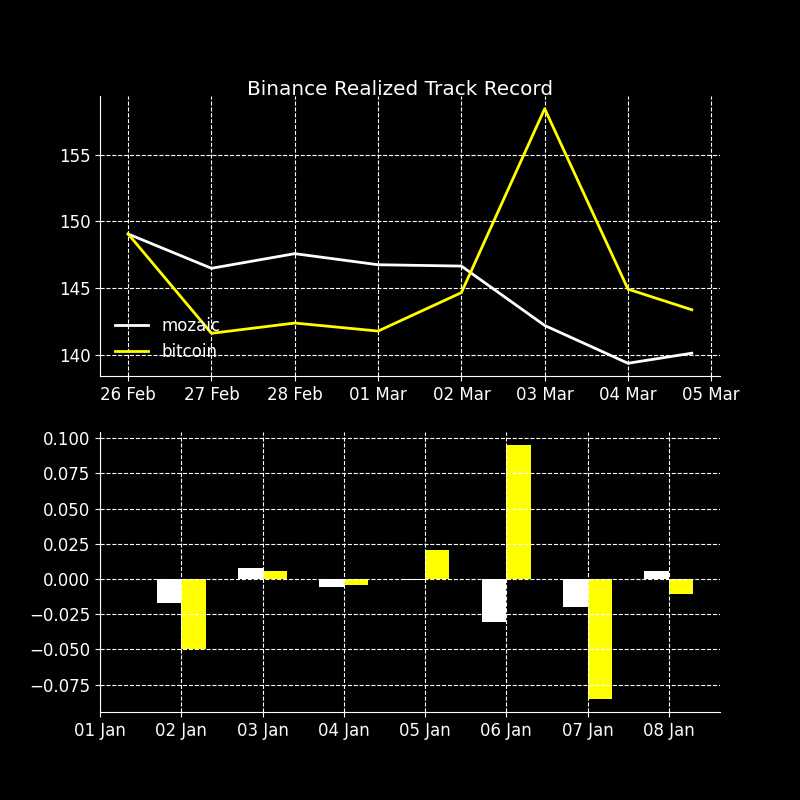 Binance Realized Track Record
155
150
145
140
mozaic
bitcoin
26 Feb 27 Feb 28 Feb 01 Mar 02 Mar 03 Mar 04 Mar 05 Mar
0.100
0.075
0.050
0.025
0.000
−0.025
−0.050
−0.075
01 Jan 02 Jan 03 Jan 04 Jan 05 Jan 06 Jan 07 Jan 08 Jan